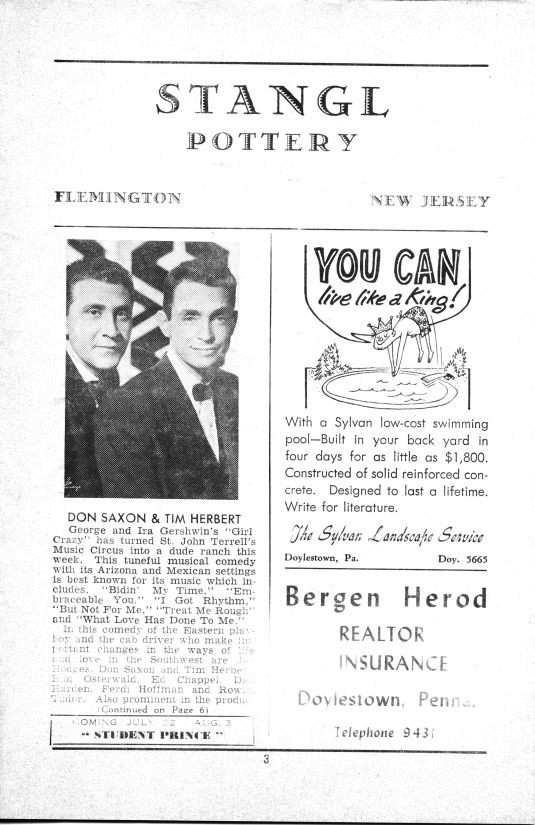 STANGL
POTTERY
FLEMINGTON
NEW JERSEY
DON SAXON & TIM HERBERT
George and Ira Gershwin's "Girl
Crazy" has turned St. John Terrell's
Music Circus into a dude ranch this
week. This tuneful musical comedy
with its Arizona and Mexican settings
is best known for its music which in-
cludes, "Bidin' My Time," "Em-
braceable You," "I Got Rhythm,"
"But Not For Me," "Treat Me Rough"
and "What Love Has Done To Me."
In this comedy of the Eastern play-
boy and the cab driver who make im-
portant changes in the ways of life
and love in the Southwest are
Hodges, Don Saxon and Tim
Osterwald, Ed Chappel,
Harden, Ferdi Hoffman and
Tuder. Also prominent in the
(Continued on Page 6)
COMING JULY 22 - AUG. 3
"STUDENT PRINCE"
YOU CAN
live like a King!
With a Sylvan low-cost swimming
pool—Built in your back yard in
four days for as little as $1,800.
Constructed of solid reinforced con-
crete. Designed to last a lifetime.
Write for literature.
The Sylvan Landscape Service
Doylestown, Pa. Doy. 5665
Bergen Herod
REALTOR
INSURANCE
Doylestown, Penna.
Telephone 9431
3